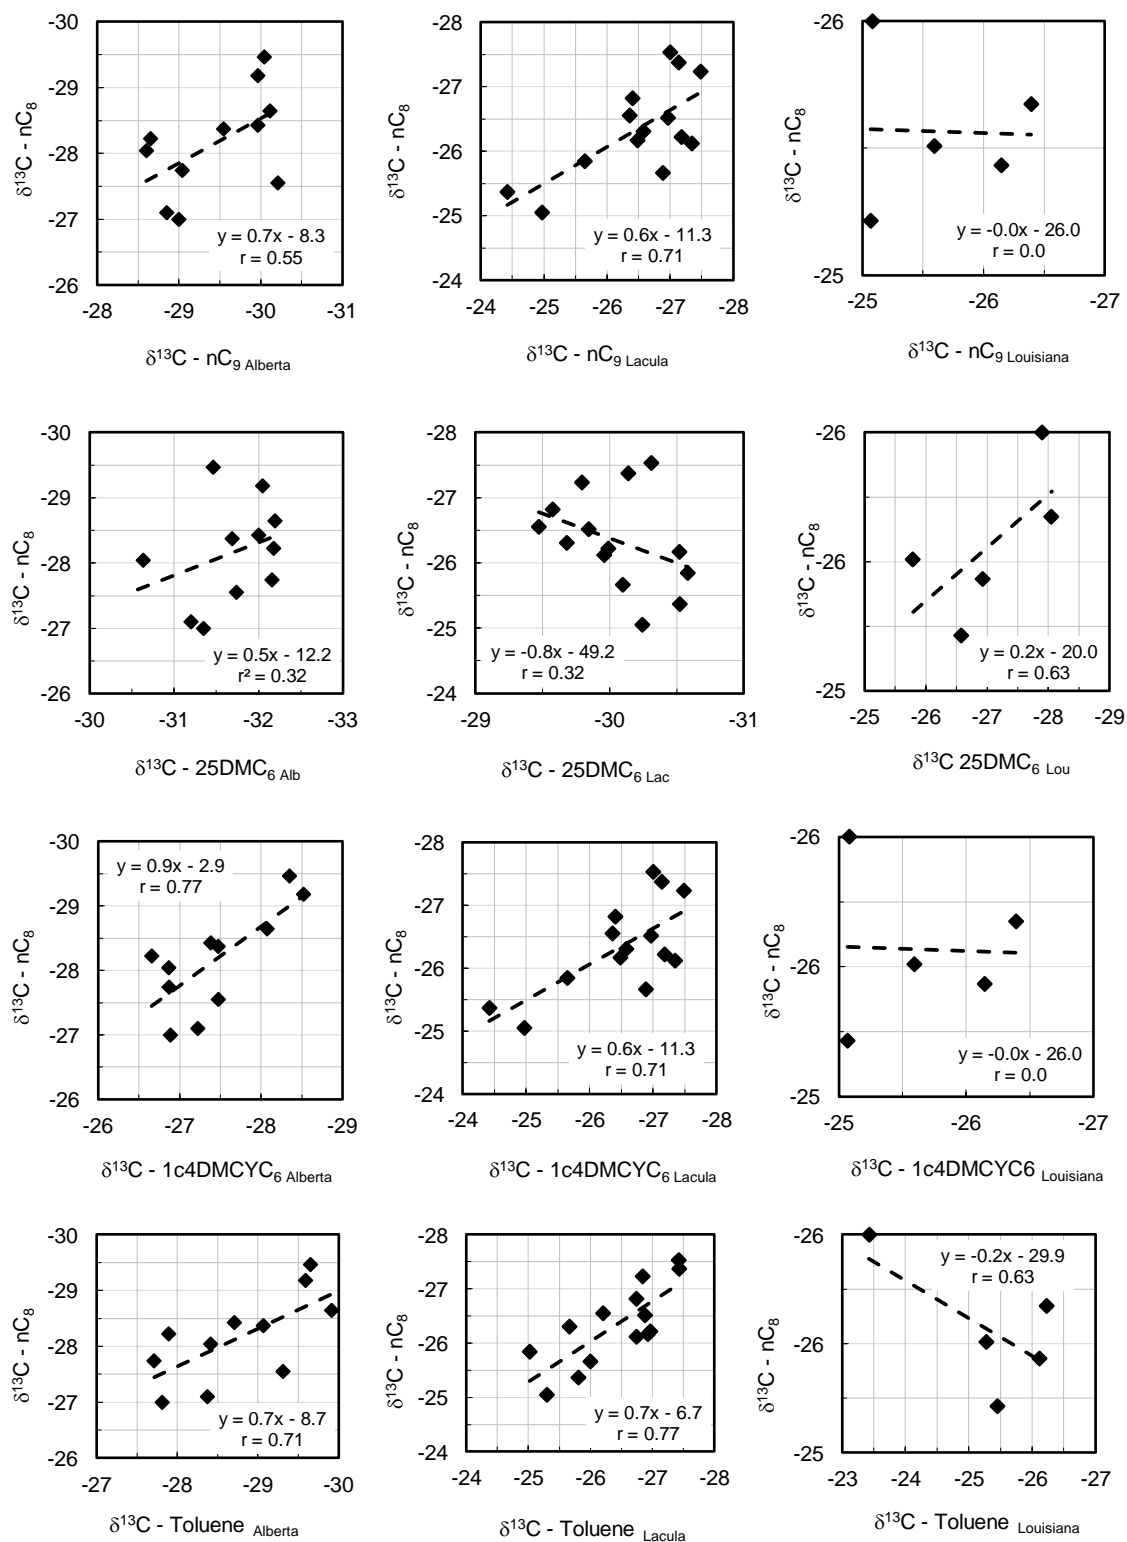 -30
-29
-28
-27
-26
δ¹³C - nC₈
y = 0.7x - 8.3
r = 0.55
-28 -29 -30 -31
δ¹³C - nC₉ Alberta
-28
-27
-26
-25
-24
δ¹³C - nC₈
y = 0.6x - 11.3
r = 0.71
-24 -25 -26 -27 -28
δ¹³C - nC₉ Lacula
-26
-25
δ¹³C - nC₈
y = -0.0x - 26.0
r = 0.0
-25 -26 -27
δ¹³C - nC₉ Louisiana
-30
-29
-28
-27
-26
δ¹³C - nC₈
y = 0.5x - 12.2
r² = 0.32
-30 -31 -32 -33
δ¹³C - 25DMC₆ Alb
-28
-27
-26
-25
-24
δ¹³C - nC₈
y = -0.8x - 49.2
r = 0.32
-29 -30 -31
δ¹³C - 25DMC₆ Lac
-26
-26
-25
δ¹³C - nC₈
y = 0.2x - 20.0
r = 0.63
-25 -26 -27 -28 -29
δ¹³C 25DMC₆ Lou
-30
-29
-28
-27
-26
δ¹³C - nC₈
y = 0.9x - 2.9
r = 0.77
-26 -27 -28 -29
δ¹³C - 1c4DMCYC₆ Alberta
-28
-27
-26
-25
-24
δ¹³C - nC₈
y = 0.6x - 11.3
r = 0.71
-24 -25 -26 -27 -28
δ¹³C - 1c4DMCYC₆ Lacula
-26
-26
-25
δ¹³C - nC₈
y = -0.0x - 26.0
r = 0.0
-25 -26 -27
δ¹³C - 1c4DMCYC6 Louisiana
-30
-29
-28
-27
-26
δ¹³C - nC₈
y = 0.7x - 8.7
r = 0.71
-27 -28 -29 -30
δ¹³C - Toluene Alberta
-28
-27
-26
-25
-24
δ¹³C - nC₈
y = 0.7x - 6.7
r = 0.77
-24 -25 -26 -27 -28
δ¹³C - Toluene Lacula
-26
-26
-25
δ¹³C - nC₈
y = -0.2x - 29.9
r = 0.63
-23 -24 -25 -26 -27
δ¹³C - Toluene Louisiana